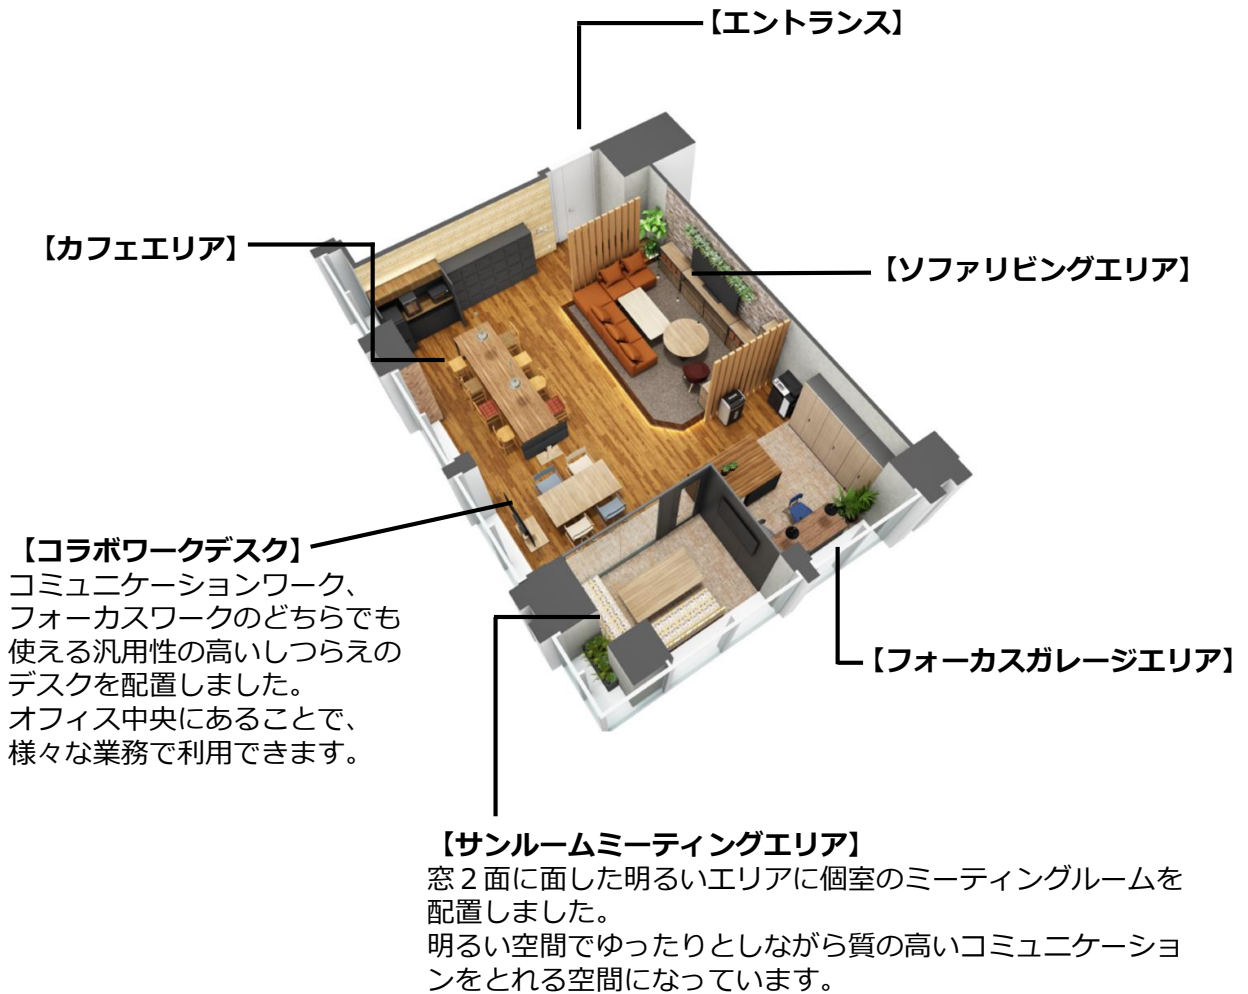 【エントランス】
【カフェエリア】
【ソファリビングエリア】
【コラボワークデスク】
コミュニケーションワーク、
フォーカスワークのどちらでも
使える汎用性の高いしつらえの
デスクを配置しました。
オフィス中央にあることで、
様々な業務で利用できます。
【フォーカスガレージエリア】
【サンルームミーティングエリア】
窓２面に面した明るいエリアに個室のミーティングルームを
配置しました。
明るい空間でゆったりとしながら質の高いコミュニケーショ
ンをとれる空間になっています。